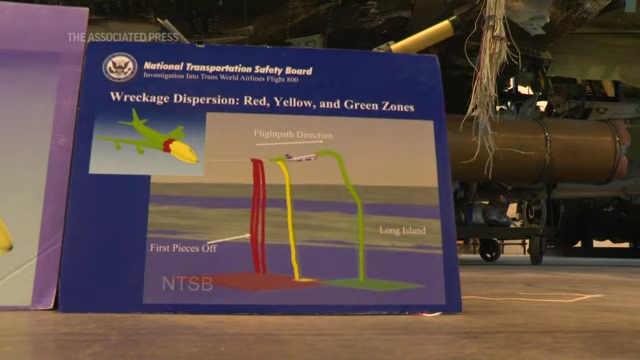 THE ASSOCIATED PRESS
National Transportation Safety Board
Investigation Into Trans World Airlines Flight 800
Wreckage Dispersion: Red, Yellow, and Green Zones
Flightpath Direction
Long Island
First Pieces Off
NTSB